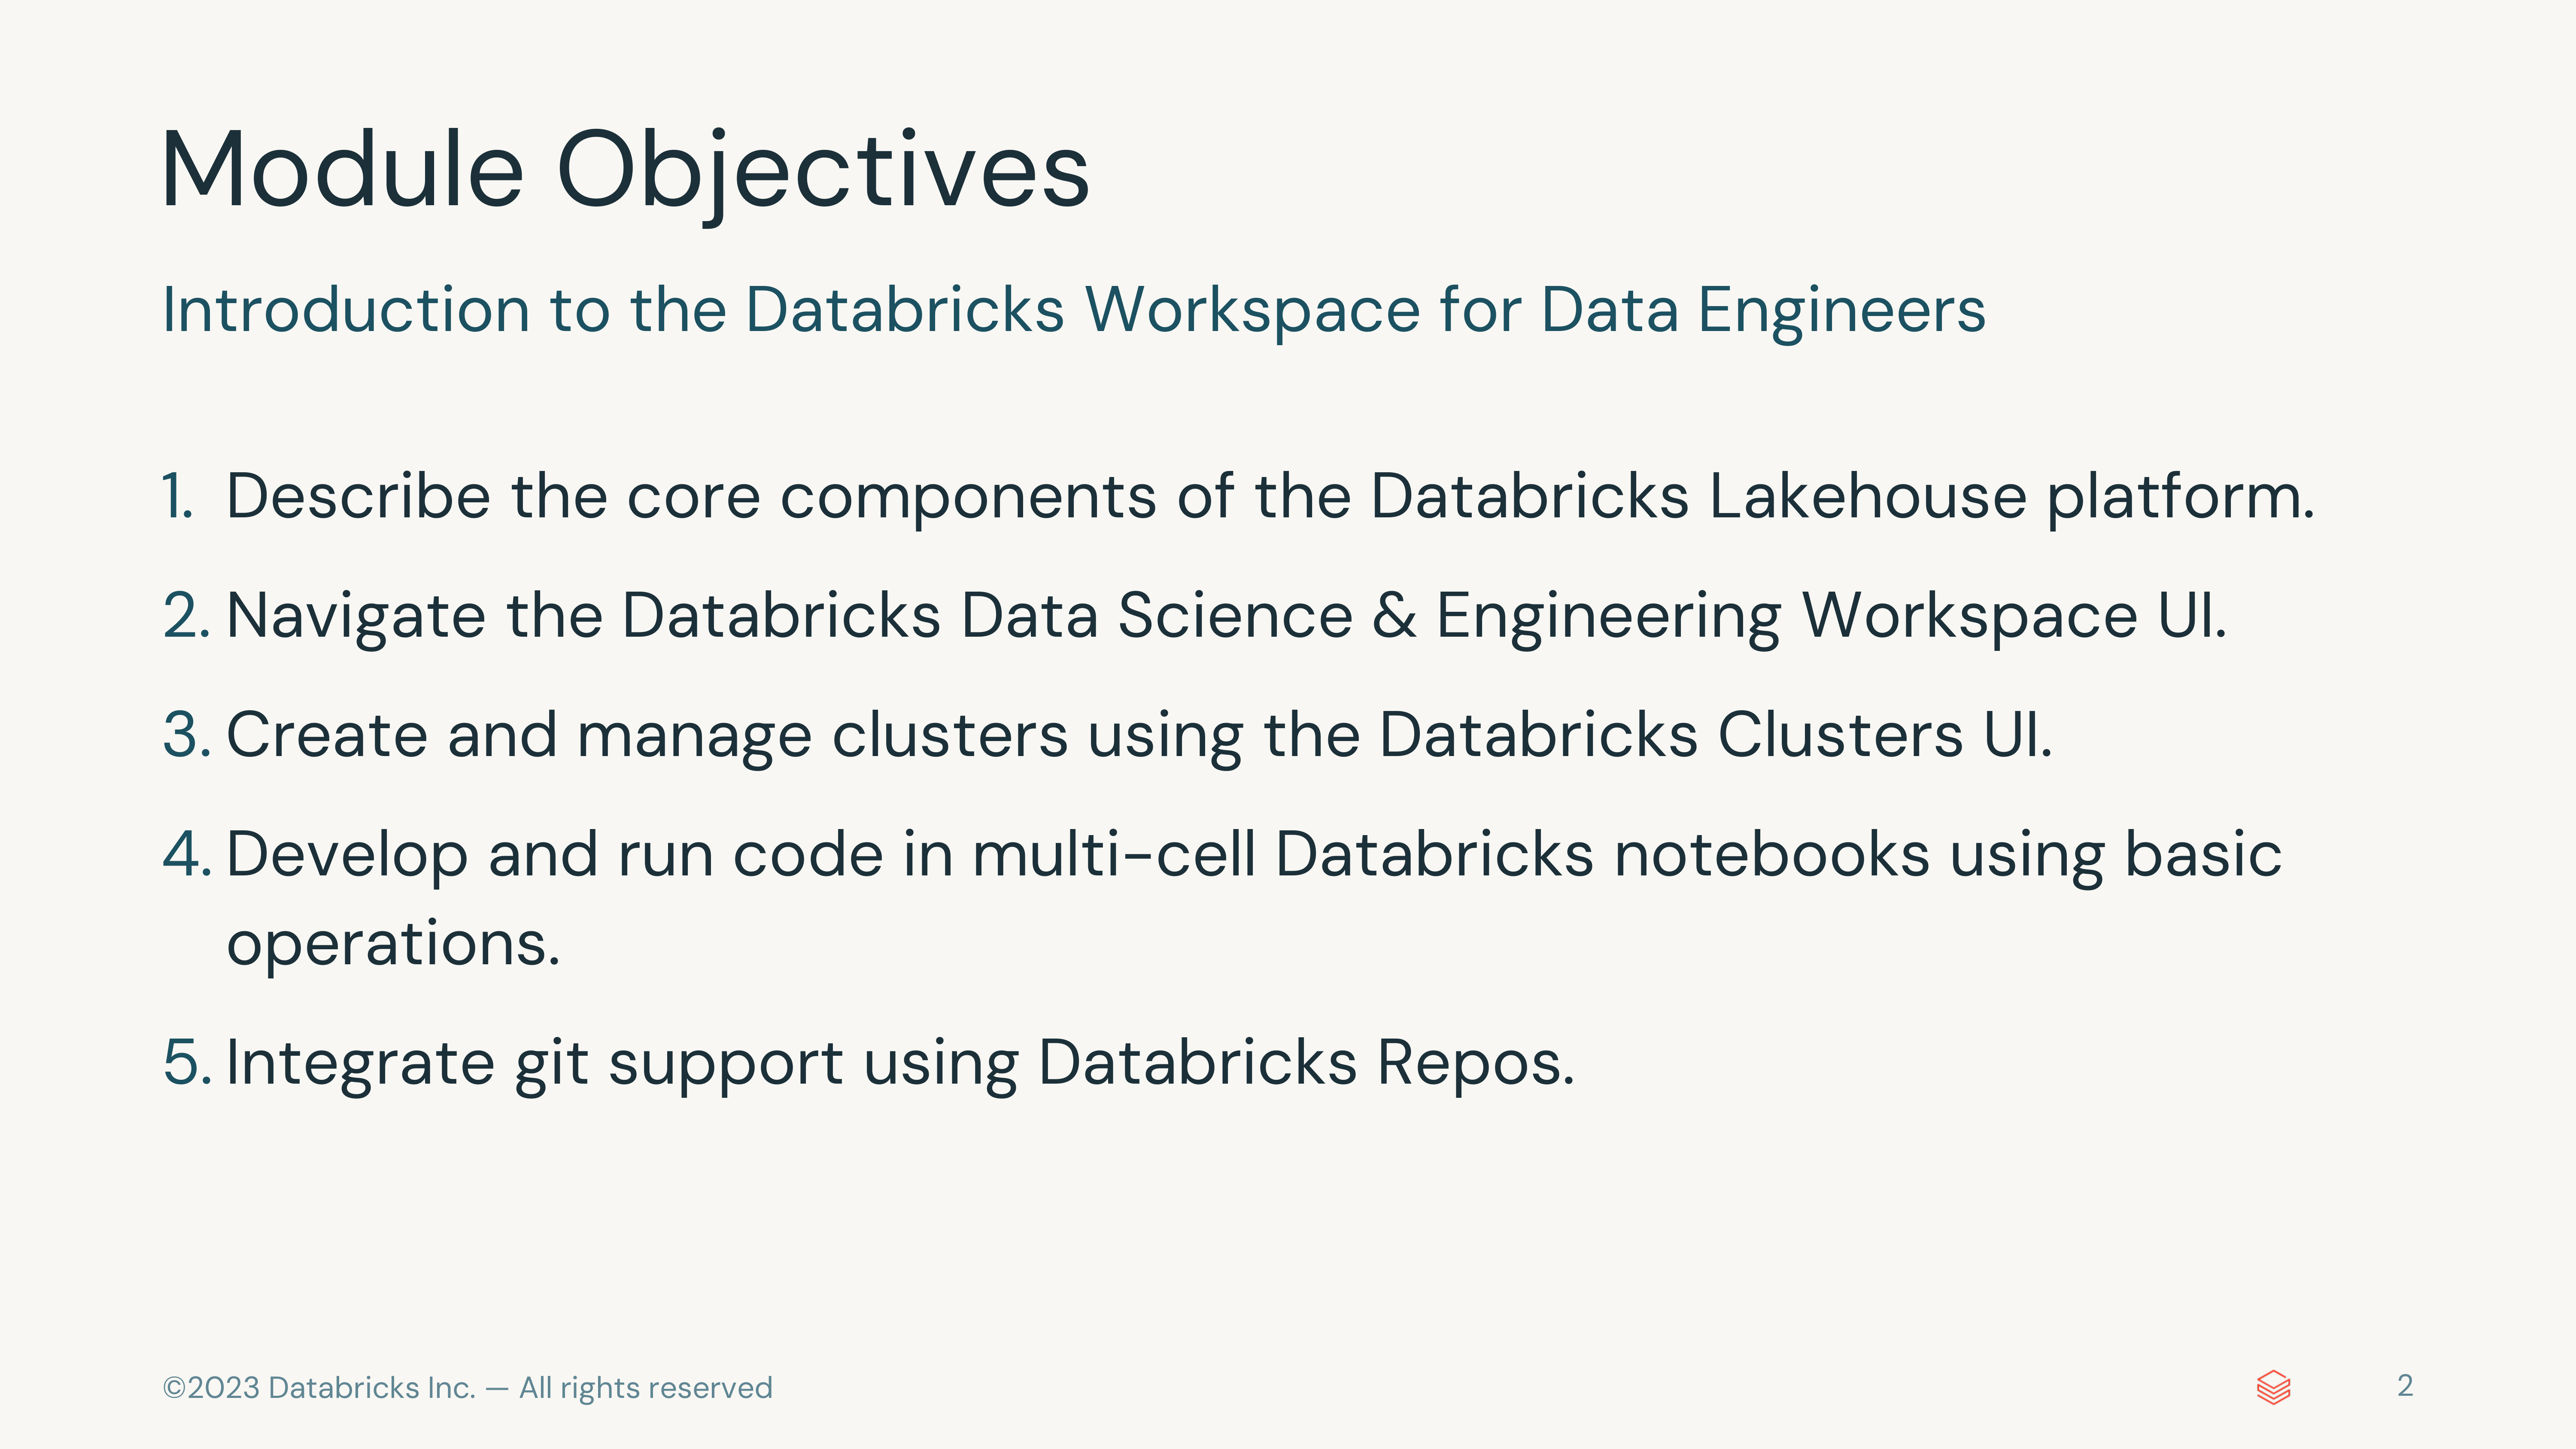 Module Objectives
Introduction to the Databricks Workspace for Data Engineers
1. Describe the core components of the Databricks Lakehouse platform.
2. Navigate the Databricks Data Science & Engineering Workspace UI.
3. Create and manage clusters using the Databricks Clusters UI.
4. Develop and run code in multi-cell Databricks notebooks using basic
operations.
5. Integrate git support using Databricks Repos.
©2023 Databricks Inc. — All rights reserved
2